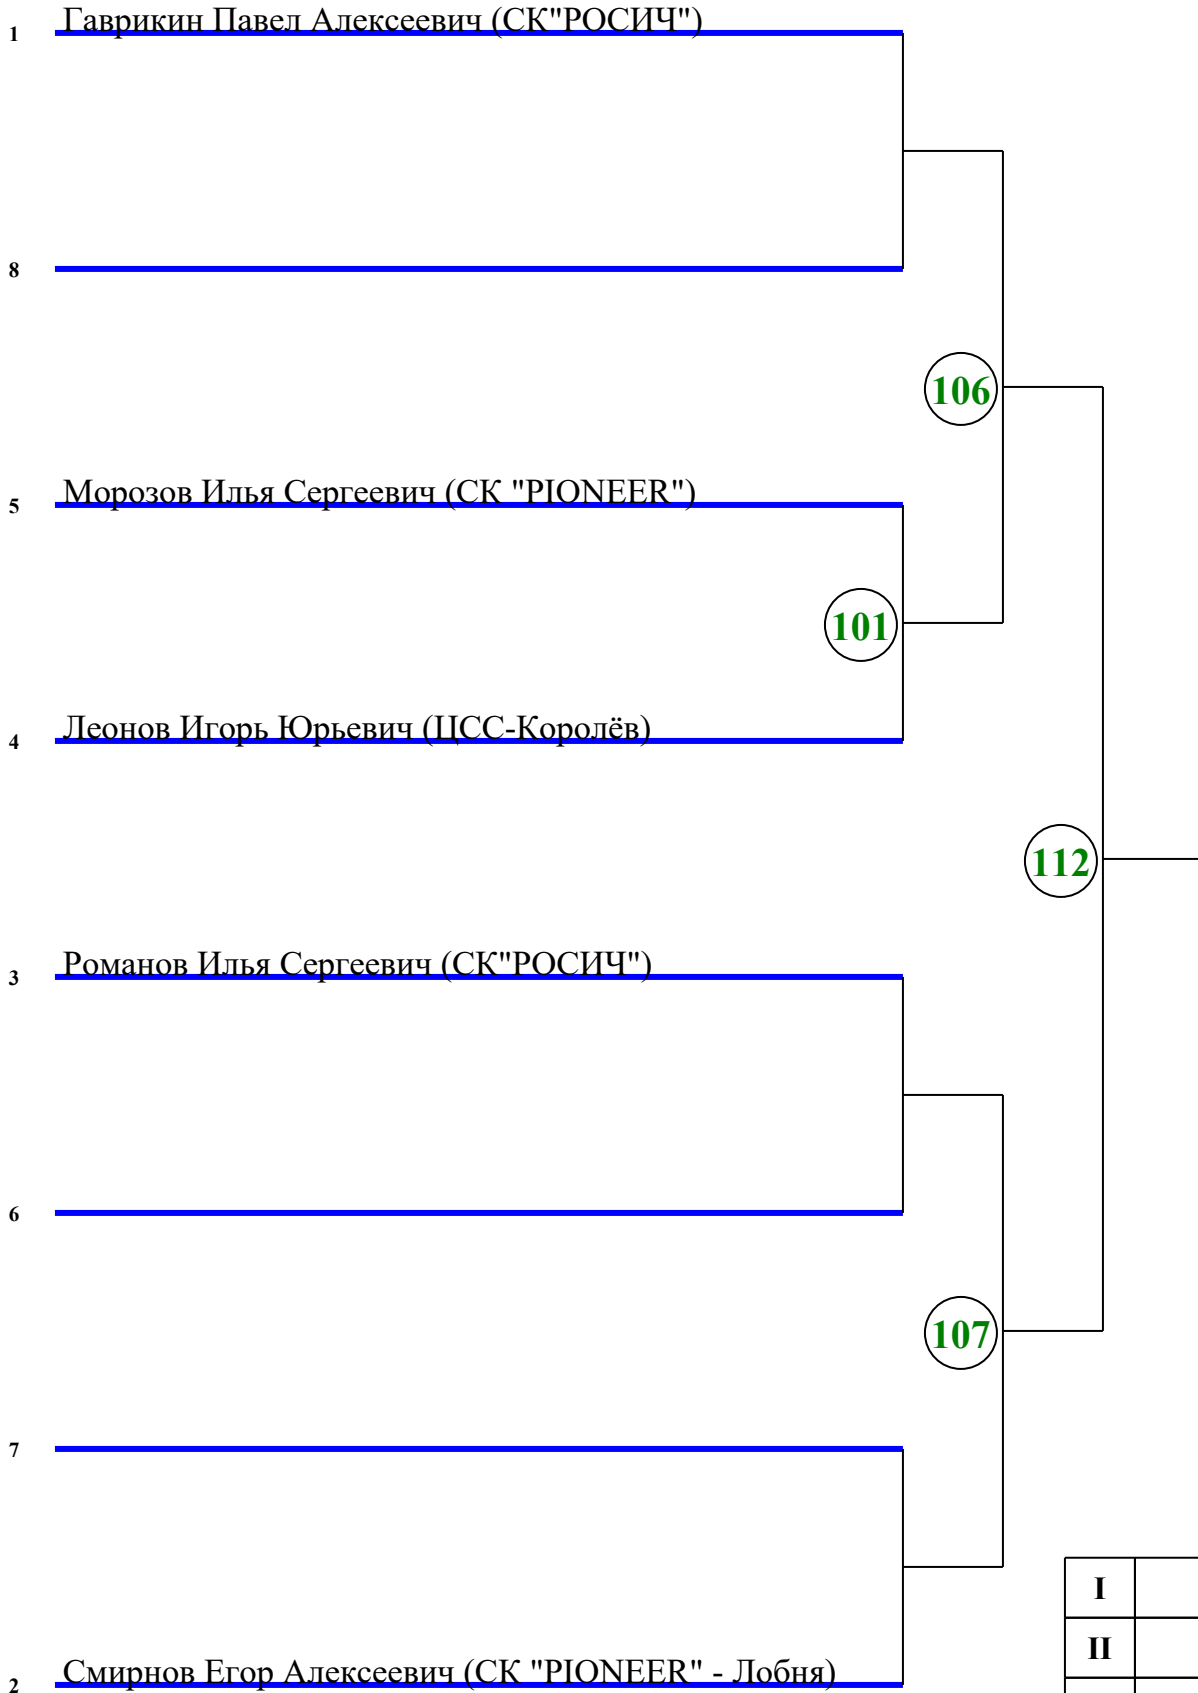 1 Гаврикин Павел Алексеевич (СК"РОСИЧ")
8
106
5 Морозов Илья Сергеевич (СК "PIONEER")
101
4 Леонов Игорь Юрьевич (ЦСС-Королёв)
112
3 Романов Илья Сергеевич (СК"РОСИЧ")
6
107
7
I
II
2 Смирнов Егор Алексеевич (СК "PIONEER" - Лобня)